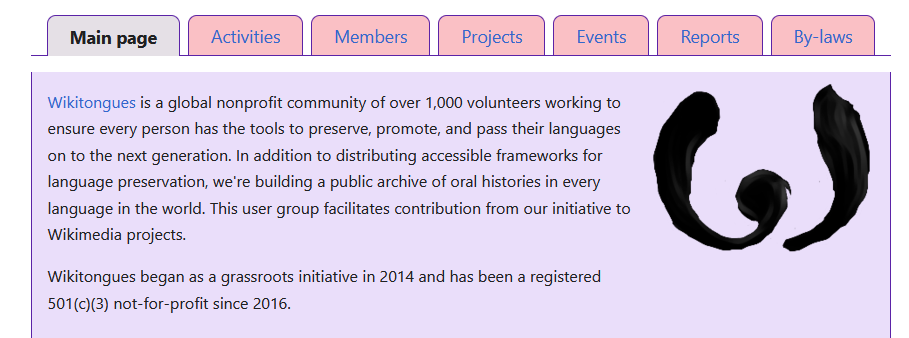 Main page Activities Members Projects Events Reports By-laws
Wikitongues is a global nonprofit community of over 1,000 volunteers working to
ensure every person has the tools to preserve, promote, and pass their languages
on to the next generation. In addition to distributing accessible frameworks for
language preservation, we're building a public archive of oral histories in every
language in the world. This user group facilitates contribution from our initiative to
Wikimedia projects.
Wikitongues began as a grassroots initiative in 2014 and has been a registered
501(c)(3) not-for-profit since 2016.